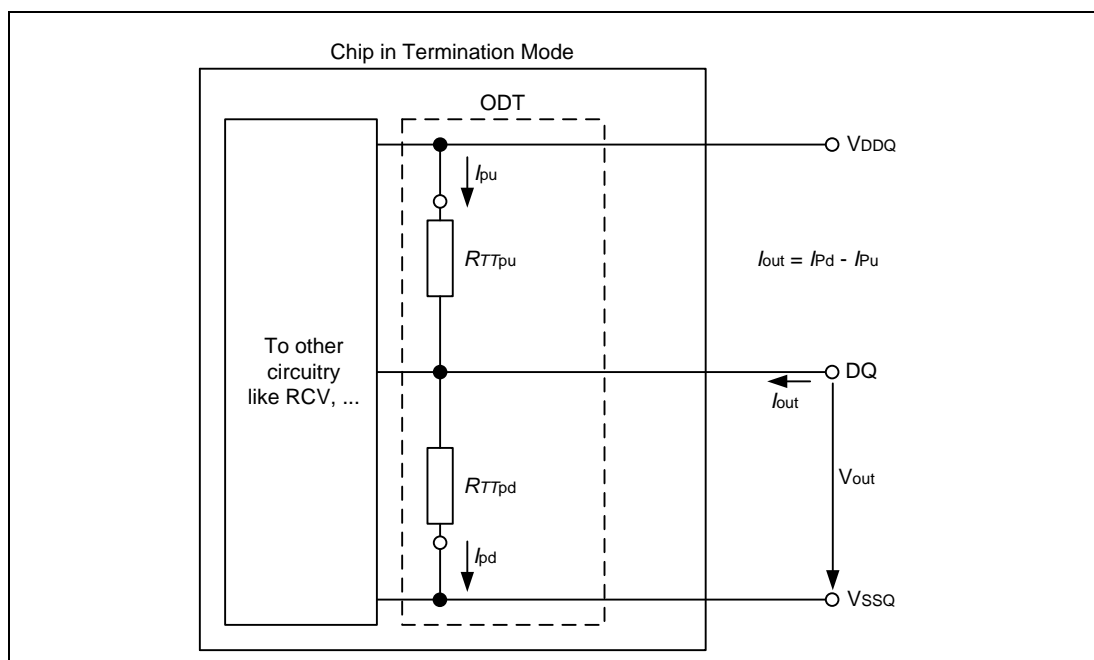 Chip in Termination Mode
ODT
VDDQ
Ipu
RTTpu
Iout = IPd - IPu
To other
circuitry
like RCV, ...
DQ
Iout
RTTpd
Vout
Ipd
VSSQ